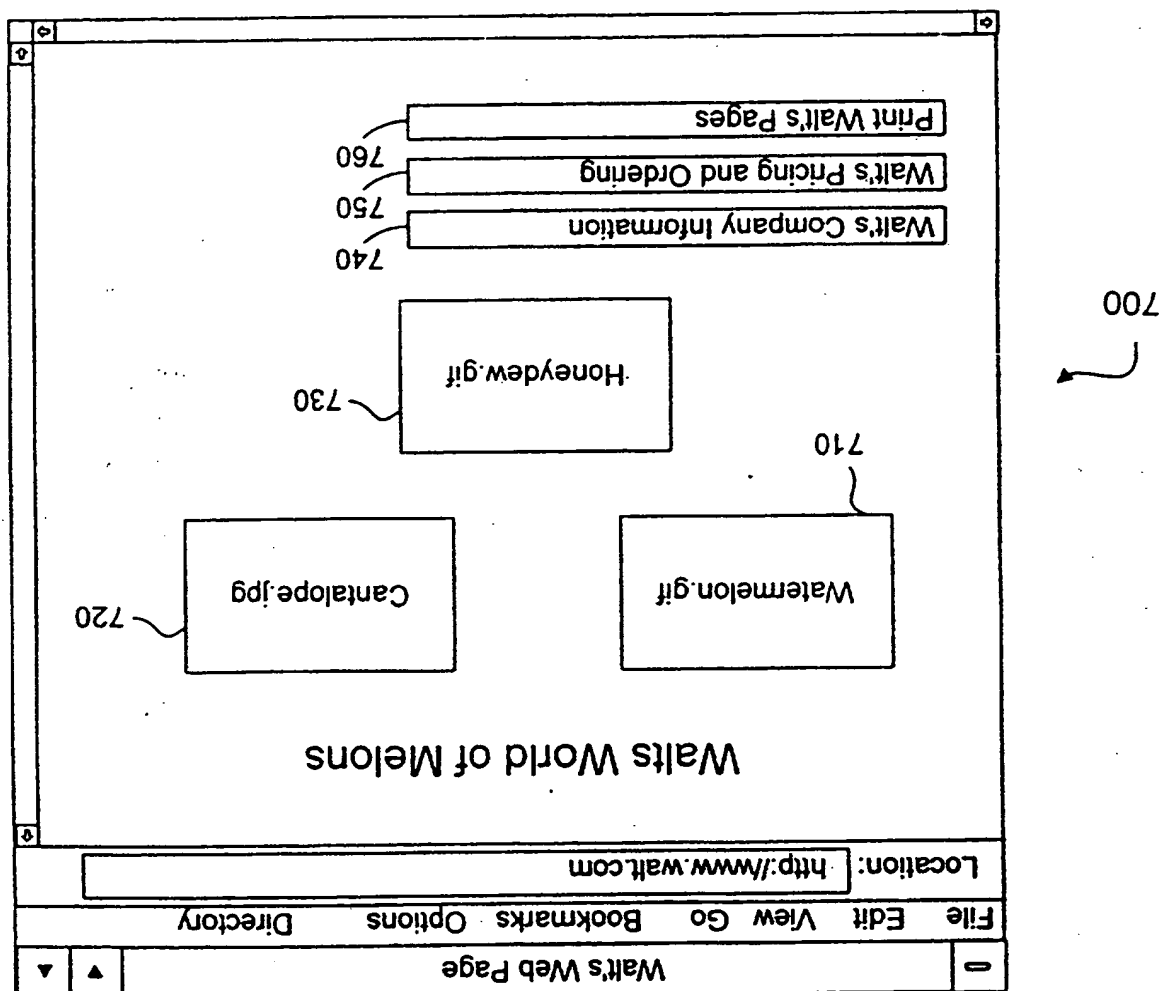 Walt's Web Page
File Edit View Go Bookmarks Options Directory
Location: http://www.walt.com
Walts World of Melons
Watermelon.gif
710
Cantalope.jpg
720
Honeydew.gif
730
700
740
Walt's Company Information
750
Walt's Pricing and Ordering
760
Print Walt's Pages